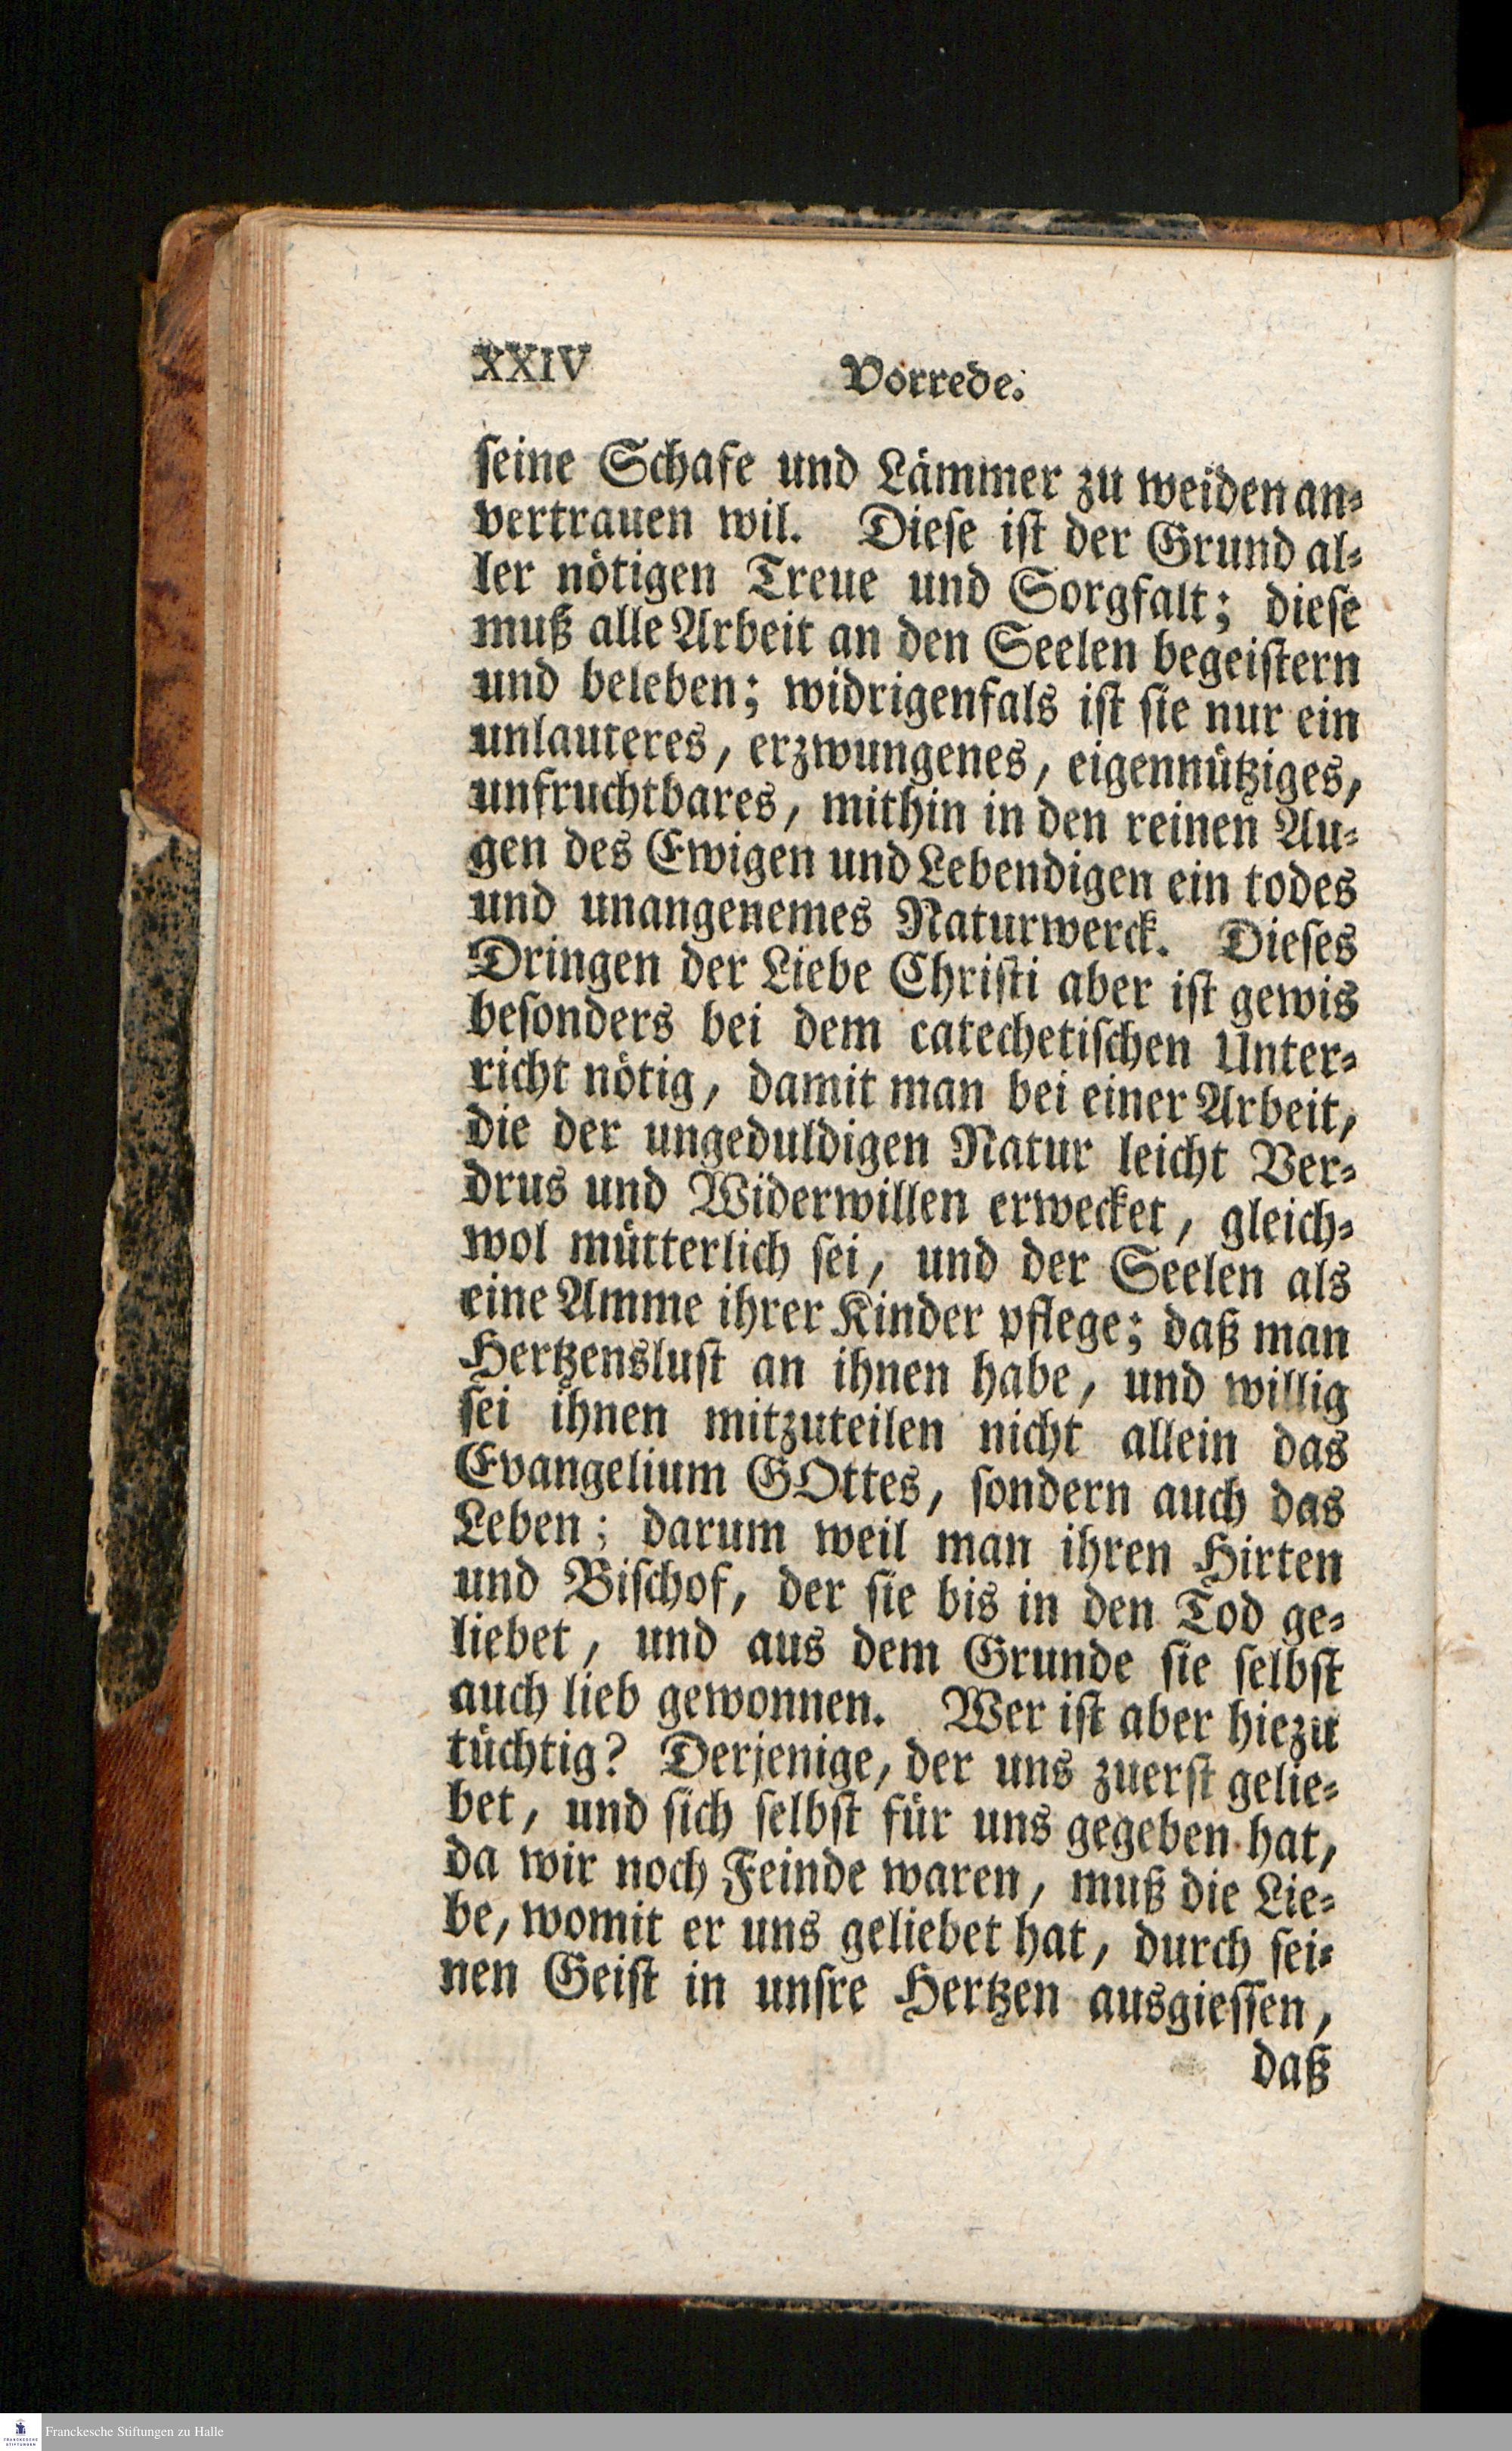 XXIV Vorrede.
seine Schafe und Lämmer zu weiden an-
vertrauen wil. Diese ist der Grund al-
ler nötigen Treue und Sorgfalt; diese
muß alle Arbeit an den Seelen begeistern
und beleben; widrigenfals ist sie nur ein
unlauteres, erzwungenes, eigennütziges,
unfruchtbares, mithin in den reinen Au-
gen des Ewigen und Lebendigen ein todes
und unangenemes Naturwerck. Dieses
Dringen der Liebe Christi aber ist gewis
besonders bei dem catechetischen Unter-
richt nötig, damit man bei einer Arbeit,
die der ungeduldigen Natur leicht Ver-
drus und Widerwillen erwecket, gleich-
wol mütterlich sei, und der Seelen als
eine Amme ihrer Kinder pflege; daß man
Hertzenslust an ihnen habe, und willig
sei ihnen mitzuteilen nicht allein das
Evangelium GOttes, sondern auch das
Leben; darum weil man ihren Hirten
und Bischof, der sie bis in den Tod ge-
liebet, und aus dem Grunde sie selbst
auch lieb gewonnen. Wer ist aber hiezu
tüchtig? Derjenige, der uns zuerst gelie-
bet, und sich selbst für uns gegeben hat,
da wir noch Feinde waren, muß die Lie-
be, womit er uns geliebet hat, durch sei-
nen Geist in unsre Hertzen ausgiessen,
daß
FRANCKESCHE STIFTUNGEN
Franckesche Stiftungen zu Halle